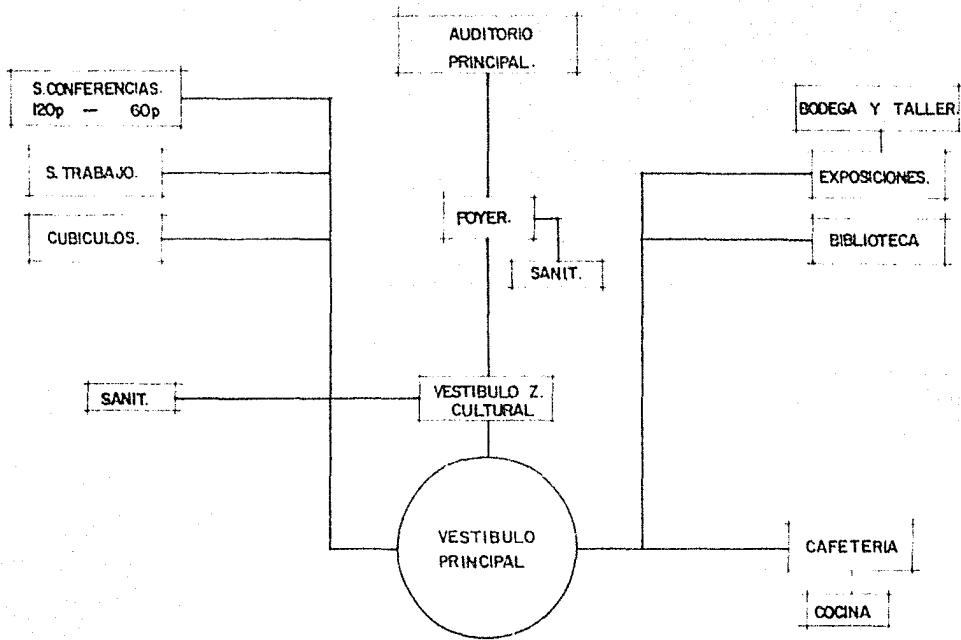 AUDITORIO
PRINCIPAL.
S.CONFERENCIAS.
120p — 60p
BODEGA Y TALLER.
S.TRABAJO.
EXPOSICIONES.
FOYER.
CUBICULOS.
BIBLIOTECA
SANIT.
VESTIBULO Z.
CULTURAL
SANIT.
VESTIBULO
PRINCIPAL
CAFETERIA
COCINA